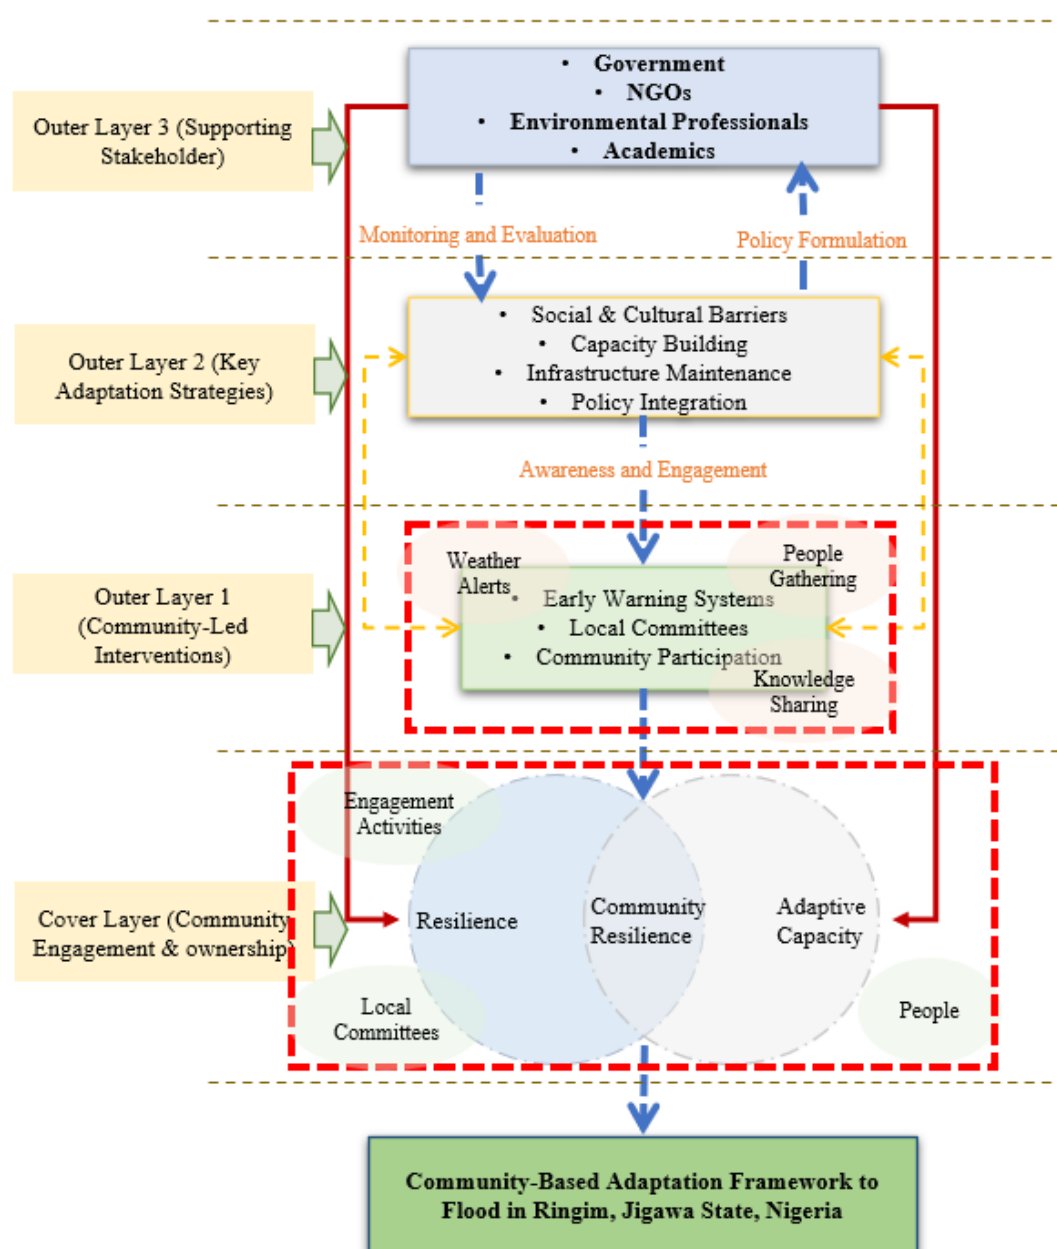 • Government
• NGOs
• Environmental Professionals
• Academics
Outer Layer 3 (Supporting
Stakeholder)
Monitoring and Evaluation
Policy Formulation
• Social & Cultural Barriers
• Capacity Building
• Infrastructure Maintenance
• Policy Integration
Outer Layer 2 (Key
Adaptation Strategies)
Awareness and Engagement
Weather
Alerts
People
Gathering
• Early Warning Systems
• Local Committees
• Community Participation
Knowledge
Sharing
Outer Layer 1
(Community-Led
Interventions)
Engagement
Activities
Resilience
Community
Resilience
Adaptive
Capacity
Cover Layer (Community
Engagement & ownership)
Local
Committees
People
Community-Based Adaptation Framework to
Flood in Ringim, Jigawa State, Nigeria